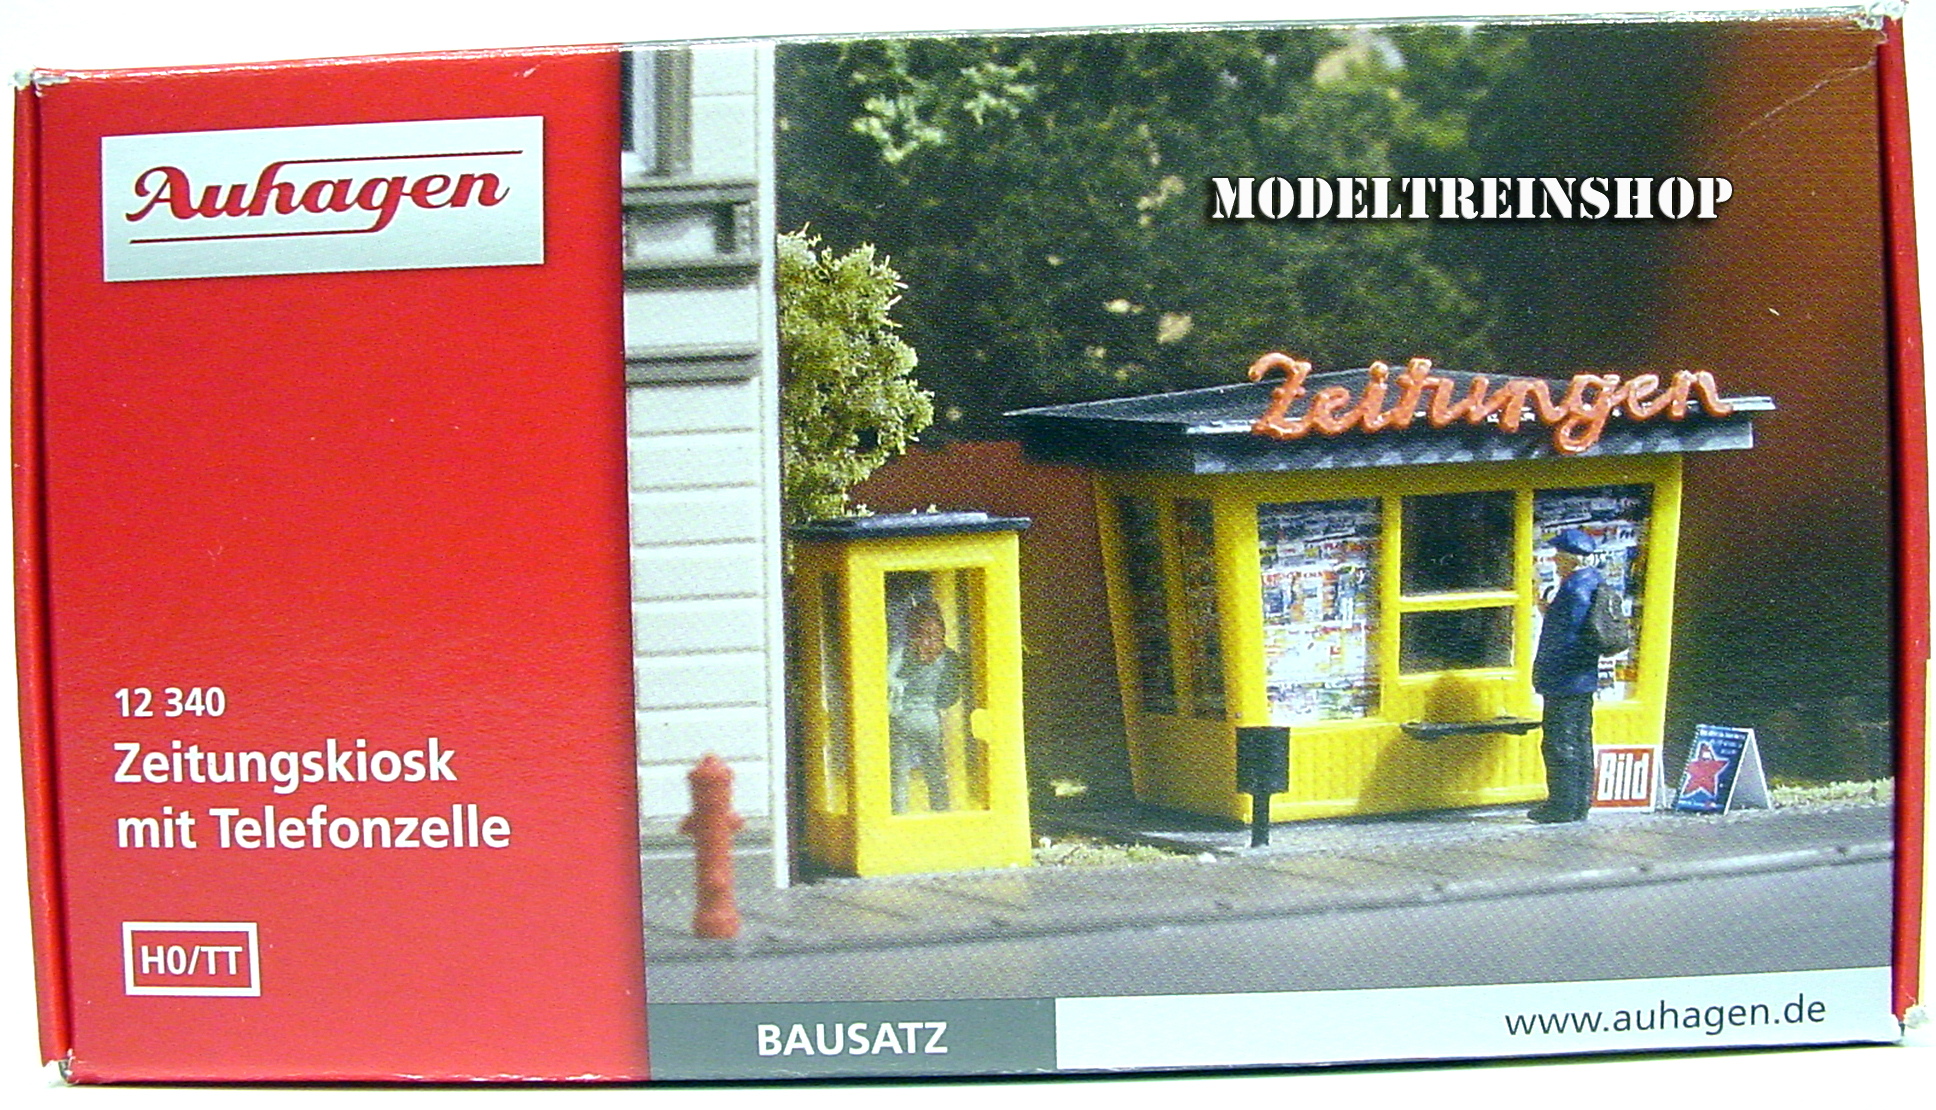 Auhagen
MODELTREINSHOP
Zeitungen
12 340
Zeitungskiosk
mit Telefonzelle
Bild
H0/TT
BAUSATZ
www.auhagen.de